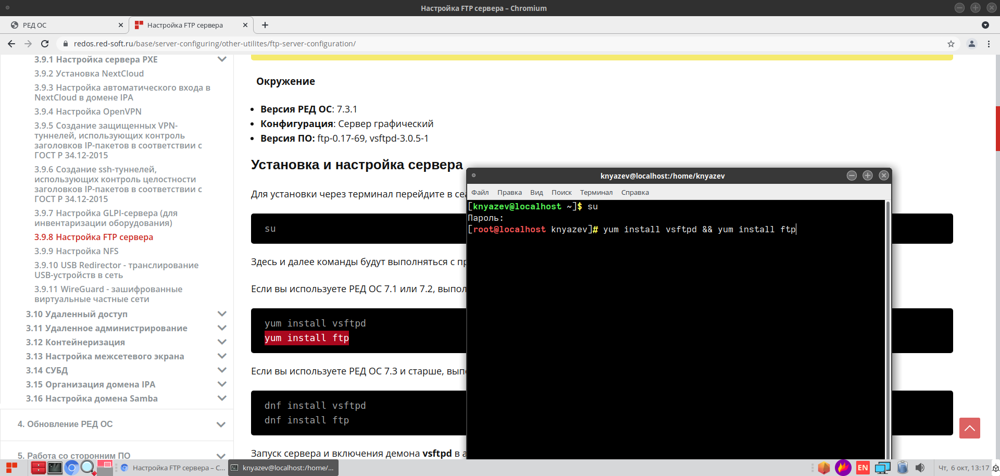 Настройка FTP сервера – Chromium
РЕД ОС
Настройка FTP сервера
redos.red-soft.ru/base/server-configuring/other-utilites/ftp-server-configuration/
3.9.1 Настройка сервера PXE
3.9.2 Установка NextCloud
3.9.3 Настройка автоматического входа в
NextCloud в домене IPA
3.9.4 Настройка OpenVPN
3.9.5 Создание защищенных VPN-
туннелей, использующих контроль
заголовков IP-пакетов в соответствии с
ГОСТ Р 34.12-2015
3.9.6 Создание ssh-туннелей,
использующих контроль целостности
заголовков IP-пакетов в соответствии с
ГОСТ Р 34.12-2015
3.9.7 Настройка GLPI-сервера (для
инвентаризации оборудования)
3.9.8 Настройка FTP сервера
3.9.9 Настройка NFS
3.9.10 USB Redirector - транслирование
USB-устройств в сеть
3.9.11 WireGuard - зашифрованные
виртуальные частные сети
3.10 Удаленный доступ
3.11 Удаленное администрирование
3.12 Контейнеризация
3.13 Настройка межсетевого экрана
3.14 СУБД
3.15 Организация домена IPA
3.16 Настройка домена Samba
4. Обновление РЕД ОС
5. Работа со сторонним ПО
Окружение
Версия РЕД ОС: 7.3.1
Конфигурация: Сервер графический
Версия ПО: ftp-0.17-69, vsftpd-3.0.5-1
Установка и настройка сервера
Для установки через терминал перейдите в се
su
Здесь и далее команды будут выполняться с п
Если вы используете РЕД ОС 7.1 или 7.2, выпол
yum install vsftpd
yum install ftp
Если вы используете РЕД ОС 7.3 и старше, вып
dnf install vsftpd
dnf install ftp
Запуск сервера и включения демона vsftpd в а
knyazev@localhost:/home/knyazev
Файл Правка Вид Поиск Терминал Справка
[knyazev@localhost ~]$ su
Пароль:
[root@localhost knyazev]# yum install vsftpd && yum install ftp
Настройка FTP сервера – C...
knyazev@localhost:/home/...
EN
Чт, 6 окт, 13:17